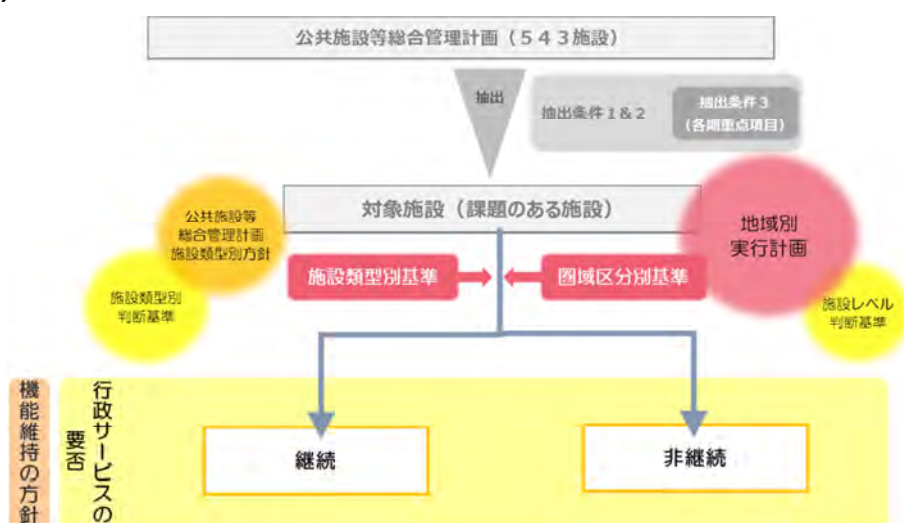 公共施設等総合管理計画（５４３施設）
抽出
抽出条件１＆２
抽出条件３
（各期重点項目）
対象施設（課題のある施設）
公共施設等
総合管理計画
施設類型別方針
地域別
実行計画
施設類型別基準
圏域区分別基準
施設類型別
判断基準
施設レベル
判断基準
機能維持の方針
行政サービスの
要否
継続
非継続